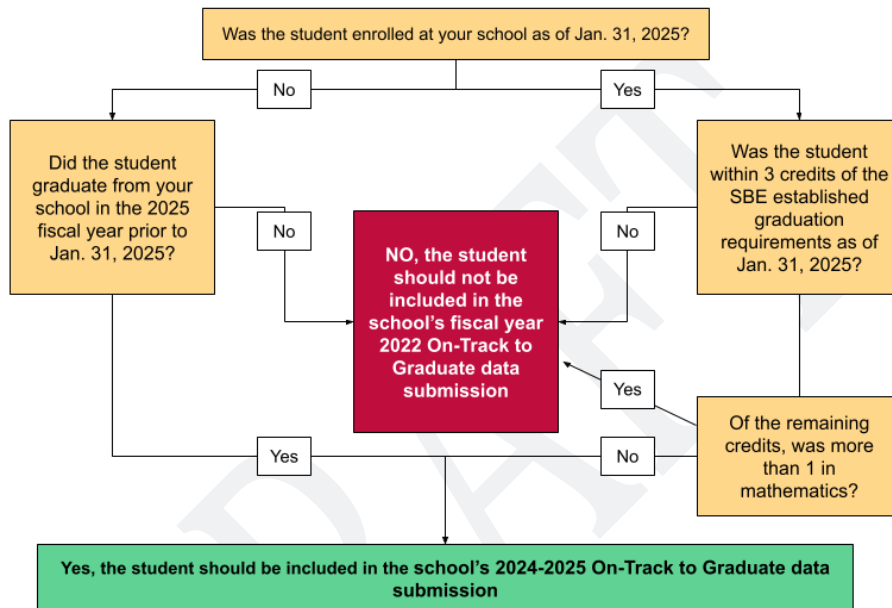 Was the student enrolled at your school as of Jan. 31, 2025?
No
Yes
Did the student
graduate from your
school in the 2025
fiscal year prior to
Jan. 31, 2025?
Was the student
within 3 credits of the
SBE established
graduation
requirements as of
Jan. 31, 2025?
No
No
NO, the student
should not be
included in the
school's fiscal year
2022 On-Track to
Graduate data
submission
Yes
Of the remaining
credits, was more
than 1 in
mathematics?
Yes
No
Yes, the student should be included in the school's 2024-2025 On-Track to Graduate data
submission
DRAFT